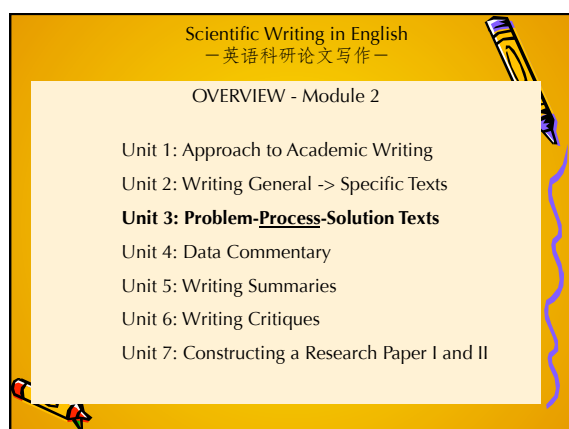 Scientific Writing in English
－英语科研论文写作－
OVERVIEW - Module 2
Unit 1: Approach to Academic Writing
Unit 2: Writing General -> Specific Texts
Unit 3: Problem-Process-Solution Texts
Unit 4: Data Commentary
Unit 5: Writing Summaries
Unit 6: Writing Critiques
Unit 7: Constructing a Research Paper I and II